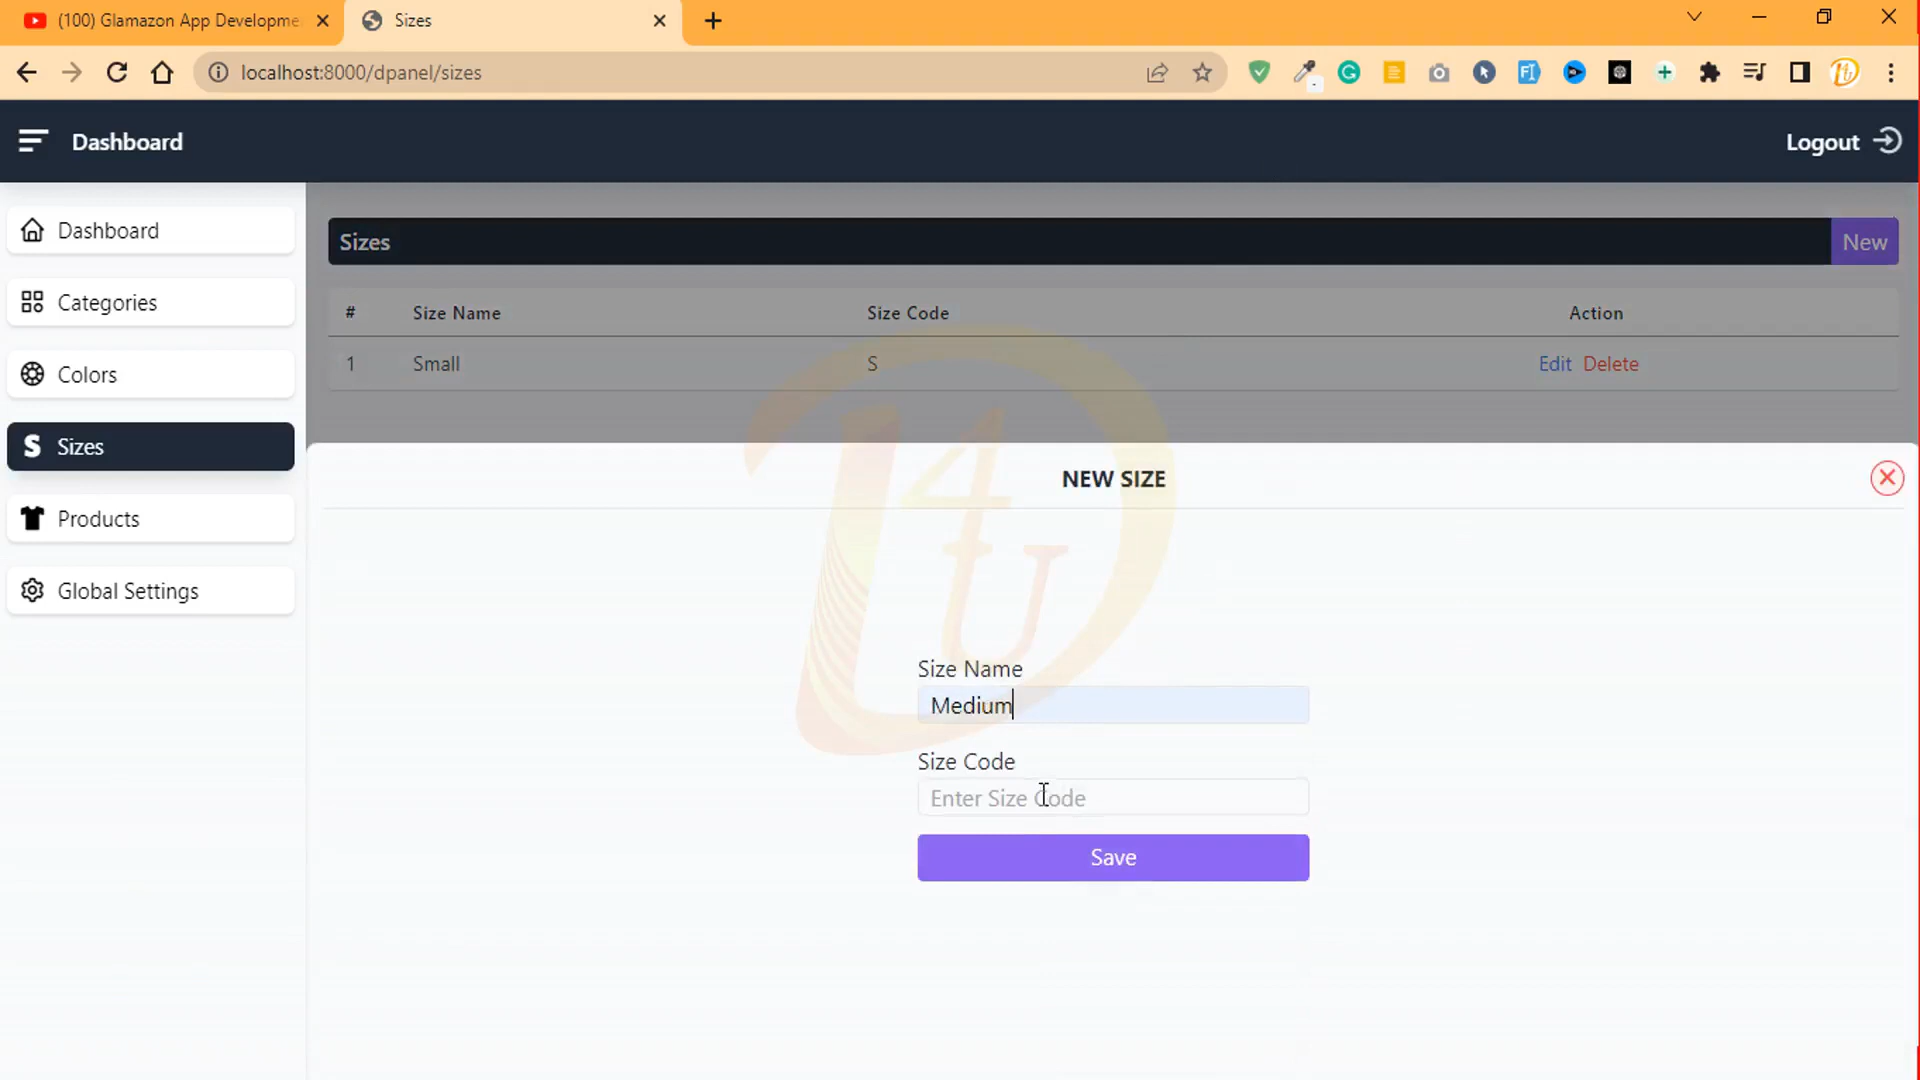 (100) Glamazon App Developme
Sizes
localhost:8000/dpanel/sizes
Dashboard
Logout
Dashboard
Categories
Colors
Sizes
Products
Global Settings
Sizes
New
# Size Name Size Code Action
1 Small S Edit Delete
NEW SIZE
Size Name
Medium
Size Code
Enter Size Code
Save
D4U